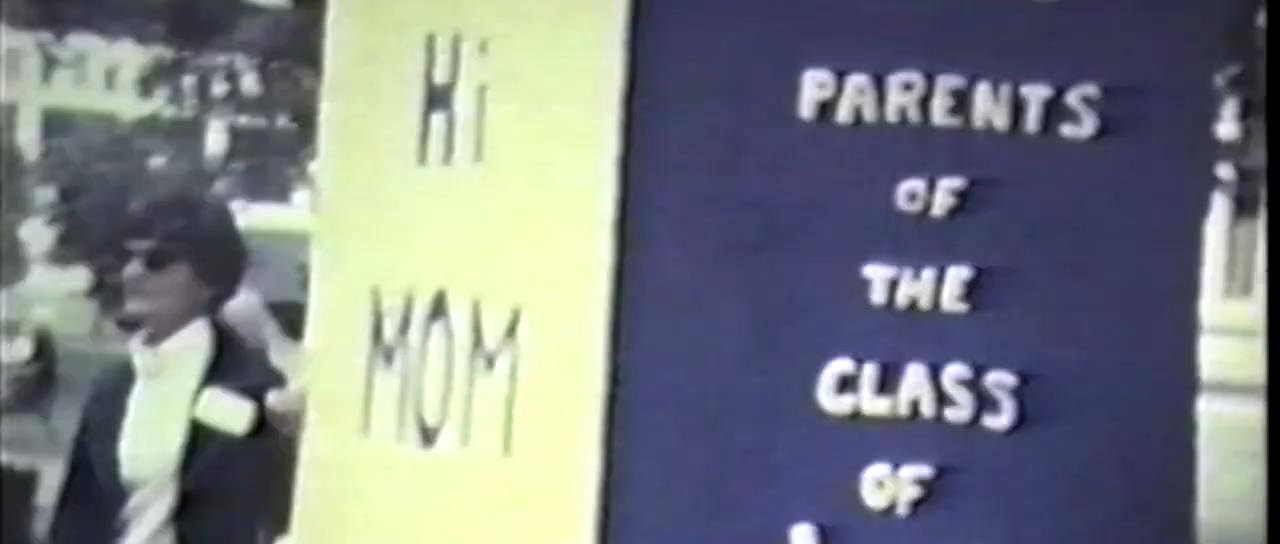 Hi
MOM
PARENTS
OF
THE
CLASS
OF